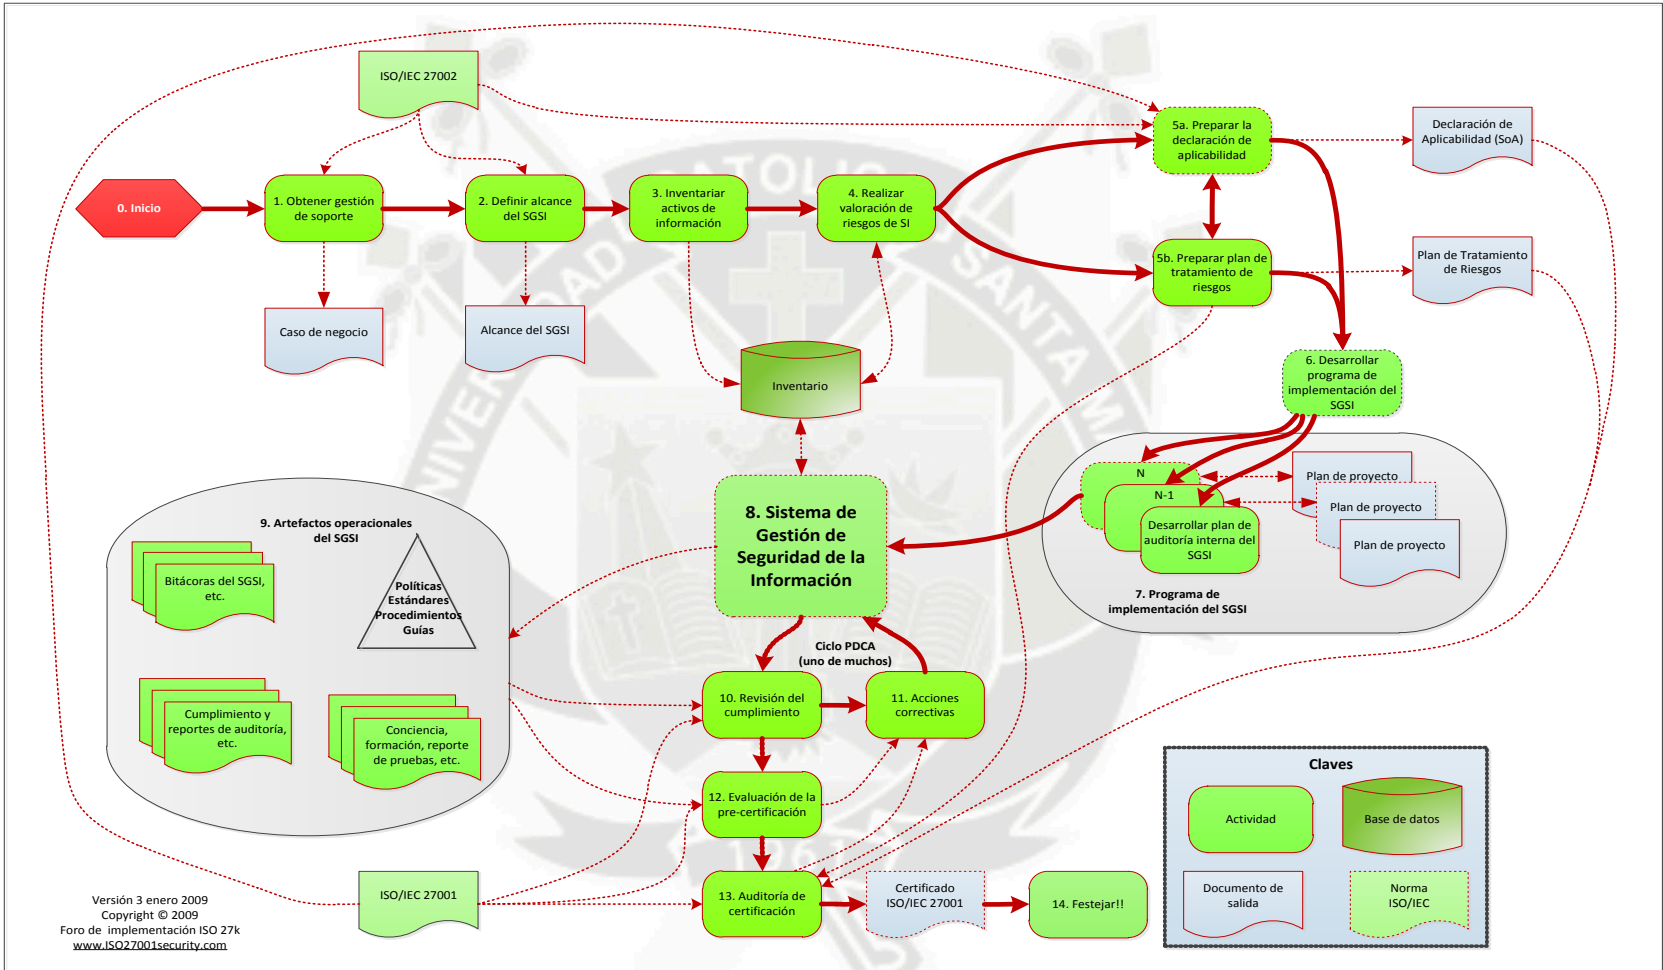 ISO/IEC 27002
0. Inicio
1. Obtener gestión
de soporte
2. Definir alcance
del SGSI
3. Inventariar
activos de
información
4. Realizar
valoración de
riesgos de SI
5a. Preparar la
declaración de
aplicabilidad
Declaración de
Aplicabilidad (SoA)
5b. Preparar plan de
tratamiento de
riesgos
Plan de Tratamiento
de Riesgos
Caso de negocio
Alcance del SGSI
Inventario
6. Desarrollar
programa de
implementación del
SGSI
N
N-1
Desarrollar plan de
auditoría interna del
SGSI
Plan de proyecto
Plan de proyecto
Plan de proyecto
7. Programa de
implementación del SGSI
8. Sistema de
Gestión de
Seguridad de la
Información
9. Artefactos operacionales
del SGSI
Bitácoras del SGSI,
etc.
Políticas
Estándares
Procedimientos
Guías
Cumplimiento y
reportes de auditoría,
etc.
Conciencia,
formación, reporte
de pruebas, etc.
Ciclo PDCA
(uno de muchos)
10. Revisión del
cumplimiento
11. Acciones
correctivas
12. Evaluación de la
pre-certificación
13. Auditoría de
certificación
Certificado
ISO/IEC 27001
14. Festejar!!
ISO/IEC 27001
Claves
Actividad
Base de datos
Documento de
salida
Norma
ISO/IEC
Versión 3 enero 2009
Copyright © 2009
Foro de implementación ISO 27k
www.ISO27001security.com
UNIVERSIDAD CATOLICA SANTA MA